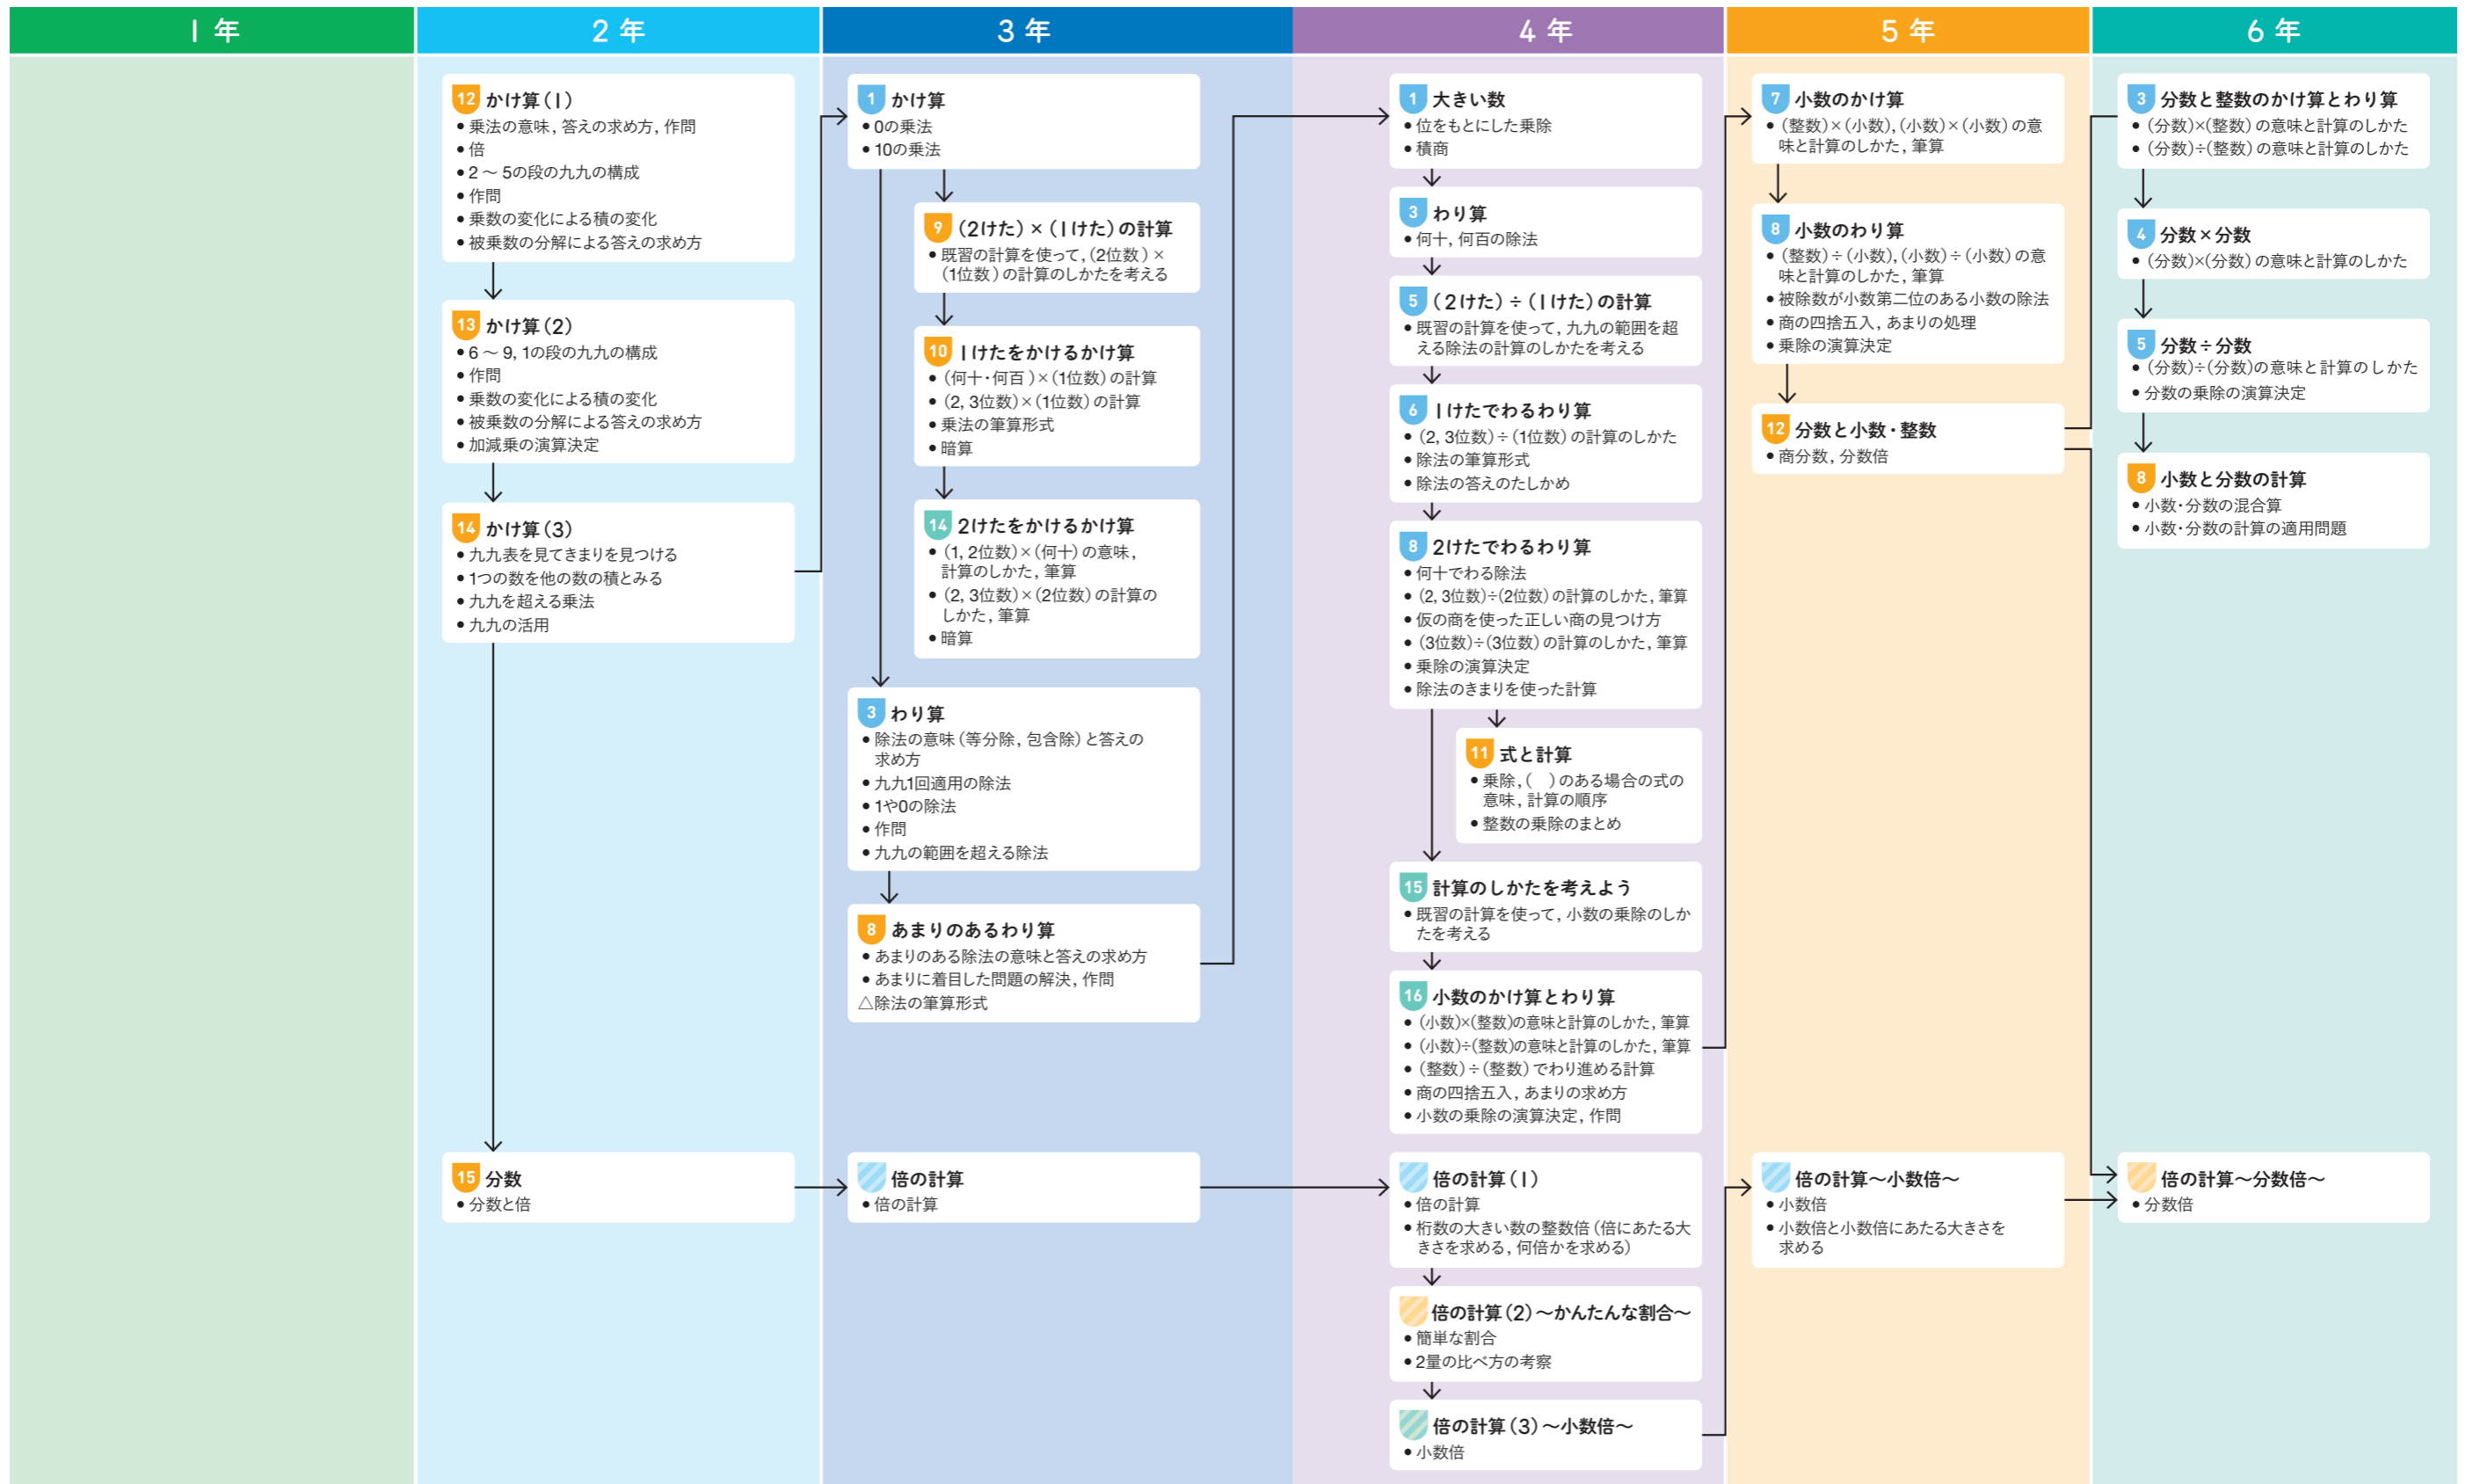 1 年
2 年
3 年
4 年
5 年
6 年
12 かけ算(1)
• 乗法の意味, 答えの求め方, 作問
• 倍
• 2 ～ 5の段の九九の構成
• 作問
• 乗数の変化による積の変化
• 被乗数の分解による答えの求め方
13 かけ算(2)
• 6 ～ 9, 1の段の九九の構成
• 作問
• 乗数の変化による積の変化
• 被乗数の分解による答えの求め方
• 加減乗の演算決定
14 かけ算(3)
• 九九表を見てきまりを見つける
• 1つの数を他の数の積とみる
• 九九を超える乗法
• 九九の活用
15 分数
• 分数と倍
1 かけ算
• 0の乗法
• 10の乗法
9 (2けた)×(1けた)の計算
• 既習の計算を使って, (2位数)×
(1位数)の計算のしかたを考える
10 1けたをかけるかけ算
• (何十・何百)×(1位数)の計算
• (2, 3位数)×(1位数)の計算
• 乗法の筆算形式
• 暗算
14 2けたをかけるかけ算
• (1, 2位数)×(何十)の意味,
計算のしかた, 筆算
• (2, 3位数)×(2位数)の計算の
しかた, 筆算
• 暗算
3 わり算
• 除法の意味(等分除, 包含除)と答えの
求め方
• 九九1回適用の除法
• 1や0の除法
• 作問
• 九九の範囲を超える除法
8 あまりのあるわり算
• あまりのある除法の意味と答えの求め方
• あまりに着目した問題の解決, 作問
△除法の筆算形式
倍の計算
• 倍の計算
1 大きい数
• 位をもとにした乗除
• 積商
3 わり算
• 何十, 何百の除法
5 (2けた)÷(1けた)の計算
• 既習の計算を使って, 九九の範囲を超
える除法の計算のしかたを考える
6 1けたでわるわり算
• (2, 3位数)÷(1位数)の計算のしかた
• 除法の筆算形式
• 除法の答えのたしかめ
8 2けたでわるわり算
• 何十でわる除法
• (2, 3位数)÷(2位数)の計算のしかた, 筆算
• 仮の商を使った正しい商の見つけ方
• (3位数)÷(3位数)の計算のしかた, 筆算
• 乗除の演算決定
• 除法のきまりを使った計算
11 式と計算
• 乗除, (　)のある場合の式の
意味, 計算の順序
• 整数の乗除のまとめ
15 計算のしかたを考えよう
• 既習の計算を使って, 小数の乗除のしか
たを考える
16 小数のかけ算とわり算
• (小数)×(整数)の意味と計算のしかた, 筆算
• (小数)÷(整数)の意味と計算のしかた, 筆算
• (整数)÷(整数)でわり進める計算
• 商の四捨五入, あまりの求め方
• 小数の乗除の演算決定, 作問
倍の計算(1)
• 倍の計算
• 桁数の大きい数の整数倍(倍にあたる大
きさを求める, 何倍かを求める)
倍の計算(2)～かんたんな割合～
• 簡単な割合
• 2量の比べ方の考察
倍の計算(3)～小数倍～
• 小数倍
7 小数のかけ算
• (整数)×(小数), (小数)×(小数)の意
味と計算のしかた, 筆算
8 小数のわり算
• (整数)÷(小数), (小数)÷(小数)の意
味と計算のしかた, 筆算
• 被除数が小数第二位のある小数の除法
• 商の四捨五入, あまりの処理
• 乗除の演算決定
12 分数と小数・整数
• 商分数, 分数倍
倍の計算～小数倍～
• 小数倍
• 小数倍と小数倍にあたる大きさを
求める
3 分数と整数のかけ算とわり算
• (分数)×(整数)の意味と計算のしかた
• (分数)÷(整数)の意味と計算のしかた
4 分数×分数
• (分数)×(分数)の意味と計算のしかた
5 分数÷分数
• (分数)÷(分数)の意味と計算のしかた
• 分数の乗除の演算決定
8 小数と分数の計算
• 小数・分数の混合算
• 小数・分数の計算の適用問題
倍の計算～分数倍～
• 分数倍